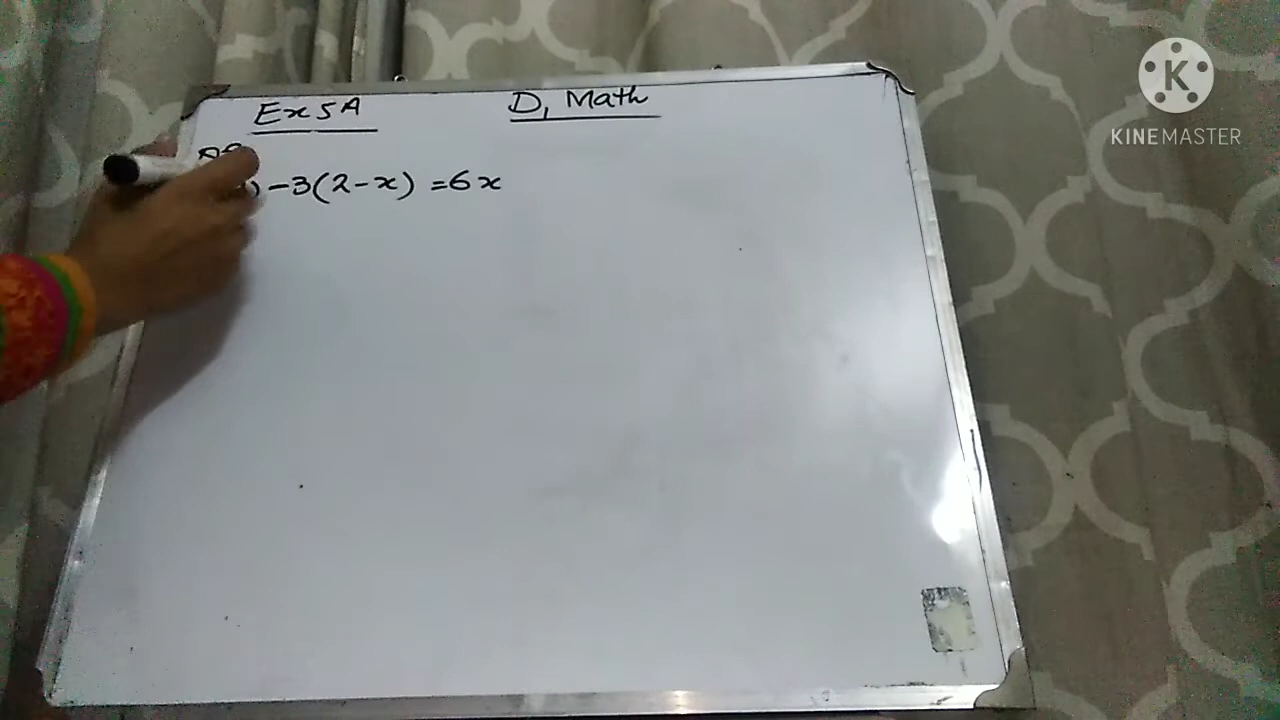 Ex 5A
D, Math
) -3(2-x) = 6x
KINEMASTER